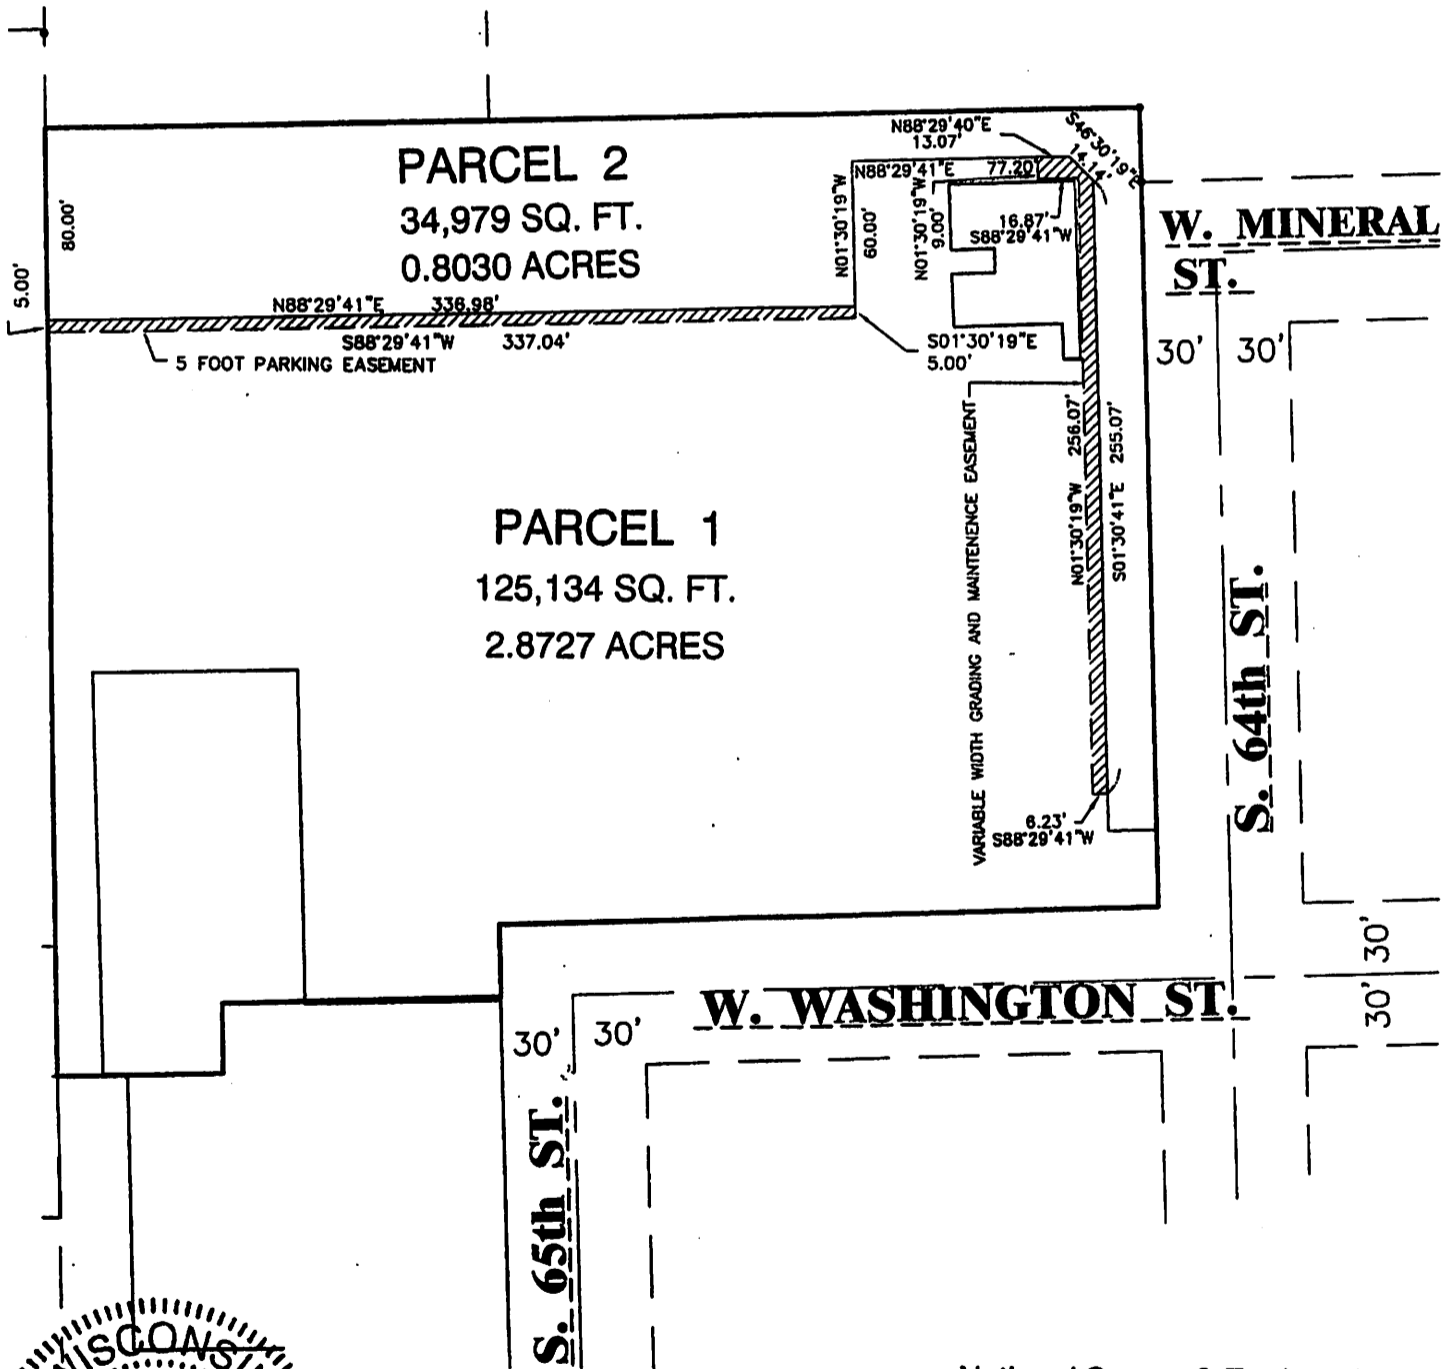 PARCEL 2
34,979 SQ. FT.
0.8030 ACRES
80.00'
5.00'
N88°29'41"E 336.98'
S88°29'41"W 337.04'
5 FOOT PARKING EASEMENT
N88°29'40"E
13.07'
S46°30'19"E
14.14'
N88°29'41"E 77.20'
N01°30'19"W
60.00'
N01°30'19"W
9.00'
16.87'
S88°29'41"W
S01°30'19"E
5.00'
W. MINERAL
ST.
30' 30'
PARCEL 1
125,134 SQ. FT.
2.8727 ACRES
VARIABLE WIDTH GRADING AND MAINTENENCE EASEMENT
N01°30'19"W 256.07'
S01°30'41"E 255.07'
6.23'
S88°29'41"W
S. 64th ST.
30'
30'
W. WASHINGTON ST.
30' 30'
S. 65th ST.
WISCONSI